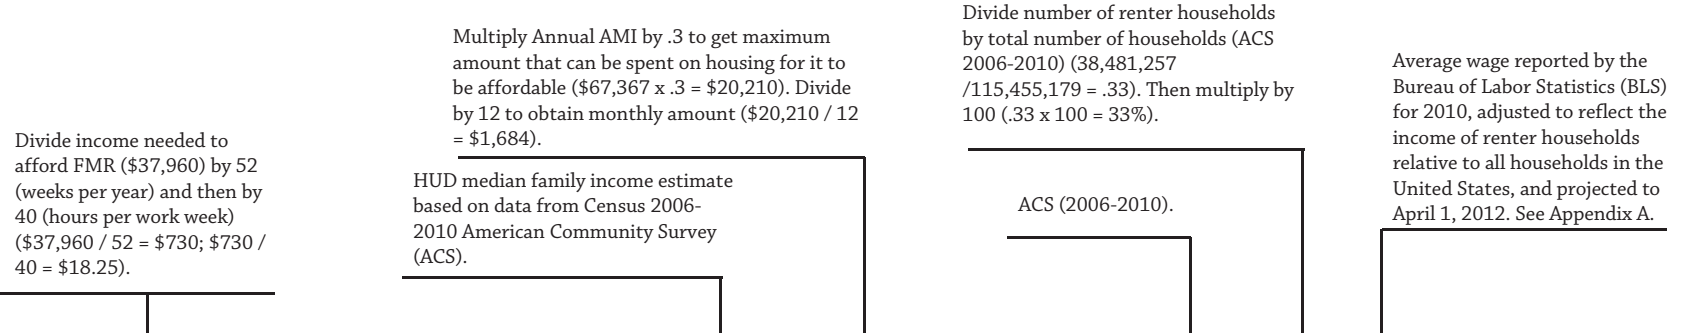 Divide income needed to
afford FMR ($37,960) by 52
(weeks per year) and then by
40 (hours per work week)
($37,960 / 52 = $730; $730 /
40 = $18.25).
Multiply Annual AMI by .3 to get maximum
amount that can be spent on housing for it to
be affordable ($67,367 x .3 = $20,210). Divide
by 12 to obtain monthly amount ($20,210 / 12
= $1,684).
HUD median family income estimate
based on data from Census 2006-
2010 American Community Survey
(ACS).
Divide number of renter households
by total number of households (ACS
2006-2010) (38,481,257
/115,455,179 = .33). Then multiply by
100 (.33 x 100 = 33%).
ACS (2006-2010).
Average wage reported by the
Bureau of Labor Statistics (BLS)
for 2010, adjusted to reflect the
income of renter households
relative to all households in the
United States, and projected to
April 1, 2012. See Appendix A.